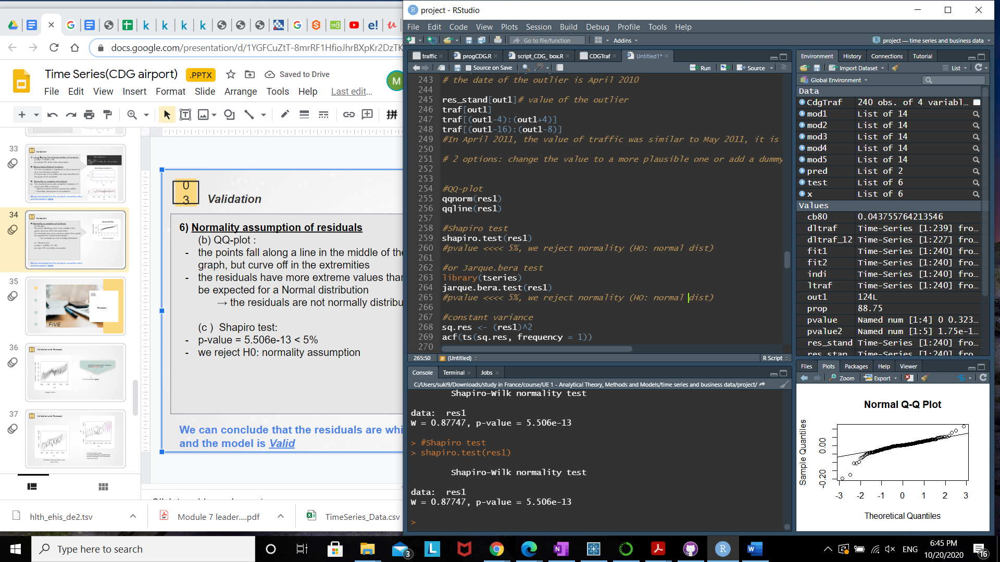 docs.google.com/presentation/d/1YGFCuZtT-8mrRF1HfioJhrBXpKr2DzTK
Time Series(CDG airport)
.PPTX
Saved to Drive
M
File Edit View Insert Format Slide Arrange Tools Help Last edit...
33
34
35
05.
FIVE
36
37
0
3
Validation
6) Normality assumption of residuals
(b) QQ-plot :
- the points fall along a line in the middle of the
graph, but curve off in the extremities
- the residuals have more extreme values than
be expected for a Normal distribution
→ the residuals are not normally distribu
(c ) Shapiro test:
- p-value = 5.506e-13 < 5%
- we reject H0: normality assumption
We can conclude that the residuals are whi
and the model is Valid
hlth_ehis_de2.tsv
Module 7 leader....pdf
TimeSeries_Data.csv
project - RStudio
File Edit Code View Plots Session Build Debug Profile Tools Help
Go to file/function
Addins
project — time series and business data
traffic
progCDG.R
script_CDG_box.R
CDGTraf
Untitled1*
Source on Save
Run
Source
243 # the date of the outlier is April 2010
244
245 res_stand[out1]# value of the outlier
246 traf[out1]
247 traf[(out1-4):(out1+4)]
248 traf[(out1-16):(out1-8)]
249 #In April 2011, the value of traffic was similar to May 2011, it is
250
251 # 2 options: change the value to a more plausible one or add a dummy
252
253
254 #QQ-plot
255 qqnorm(res1)
256 qqline(res1)
257
258 #Shapiro test
259 shapiro.test(res1)
260 #pvalue <<<< 5%, we reject normality (HO: normal dist)
261
262 #or Jarque.bera test
263 library(tseries)
264 jarque.bera.test(res1)
265 #pvalue <<<< 5%, we reject normality (HO: normal dist)
266
267 #constant variance
268 sq.res <- (res1)^2
269 acf(ts(sq.res, frequency = 1))
270
265:50
(Untitled)
R Script
Console Terminal Jobs
C:/Users/suki9/Downloads/study in France/course/UE 1 - Analytical Theory, Methods and Models/time series and business data/project/
Shapiro-Wilk normality test
data: res1
W = 0.87747, p-value = 5.506e-13
> #Shapiro test
> shapiro.test(res1)
Shapiro-Wilk normality test
data: res1
W = 0.87747, p-value = 5.506e-13
>
Environment History Connections Tutorial
Import Dataset
List
Global Environment
Data
CdgTraf 240 obs. of 4 variabl...
mod1 List of 14
mod2 List of 14
mod3 List of 14
mod4 List of 14
mod5 List of 14
pred List of 2
test List of 6
x List of 6
Values
cb80 0.043755764213546
dltraf Time-Series [1:239] fro...
dltraf_12 Time-Series [1:227] fro...
fit1 Time-Series [1:240] fro...
fit2 Time-Series [1:240] fro...
indi Time-Series [1:240] fro...
ltraf Time-Series [1:240] fro...
out1 124L
prop 88.75
pvalue Named num [1:4] 0 0.323...
pvalue2 Named num [1:5] 1.75e-1...
res_stand Time-Series [1:240] fro...
res_stan Time-Series [1:240] fro...
Files Plots Packages Help Viewer
Zoom
Export
Normal Q-Q Plot
Sample Quantiles
0.00
-0.20
-3 -2 -1 0 1 2 3
Theoretical Quantiles
Type here to search
3
ENG
6:45 PM
10/20/2020
16